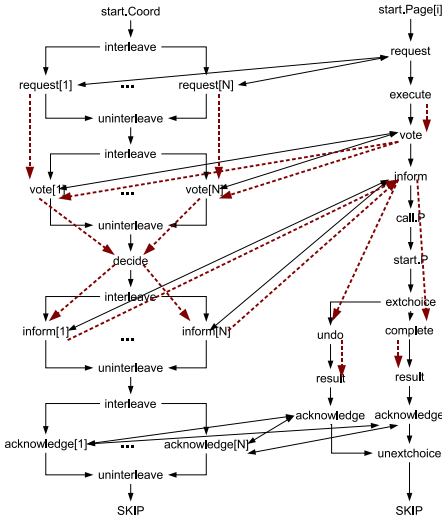 start.Coord
interleave
request[1]
...
request[N]
uninterleave
interleave
vote[1]
...
vote[N]
uninterleave
decide
interleave
inform[1]
...
inform[N]
uninterleave
interleave
acknowledge[1]
...
acknowledge[N]
uninterleave
SKIP
start.Page[i]
request
execute
vote
inform
call.P
start.P
extchoice
undo
complete
result
result
acknowledge
acknowledge
unextchoice
SKIP